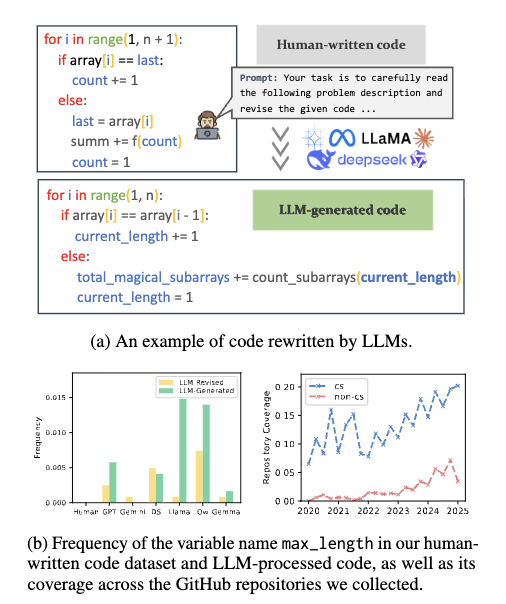 for i in range(1, n + 1):
if array[i] == last:
count += 1
else:
last = array[i]
summ += f(count)
count = 1
Human-written code
Prompt: Your task is to carefully read
the following problem description and
revise the given code ...
LLaMA
deepseek
for i in range(1, n):
if array[i] == array[i - 1]:
current_length += 1
else:
total_magical_subarrays += count_subarrays(current_length)
current_length = 1
LLM-generated code
(a) An example of code rewritten by LLMs.
Frequency
0.015
0.010
0.005
0.000
LLM Revised
LLM-Generated
Human GPT Gemini DS Llama Qw Gemma
Repository Coverage
0.20
0.15
0.10
0.05
0.00
cs
non-cs
2020 2021 2022 2023 2024 2025
(b) Frequency of the variable name max_length in our human-
written code dataset and LLM-processed code, as well as its
coverage across the GitHub repositories we collected.